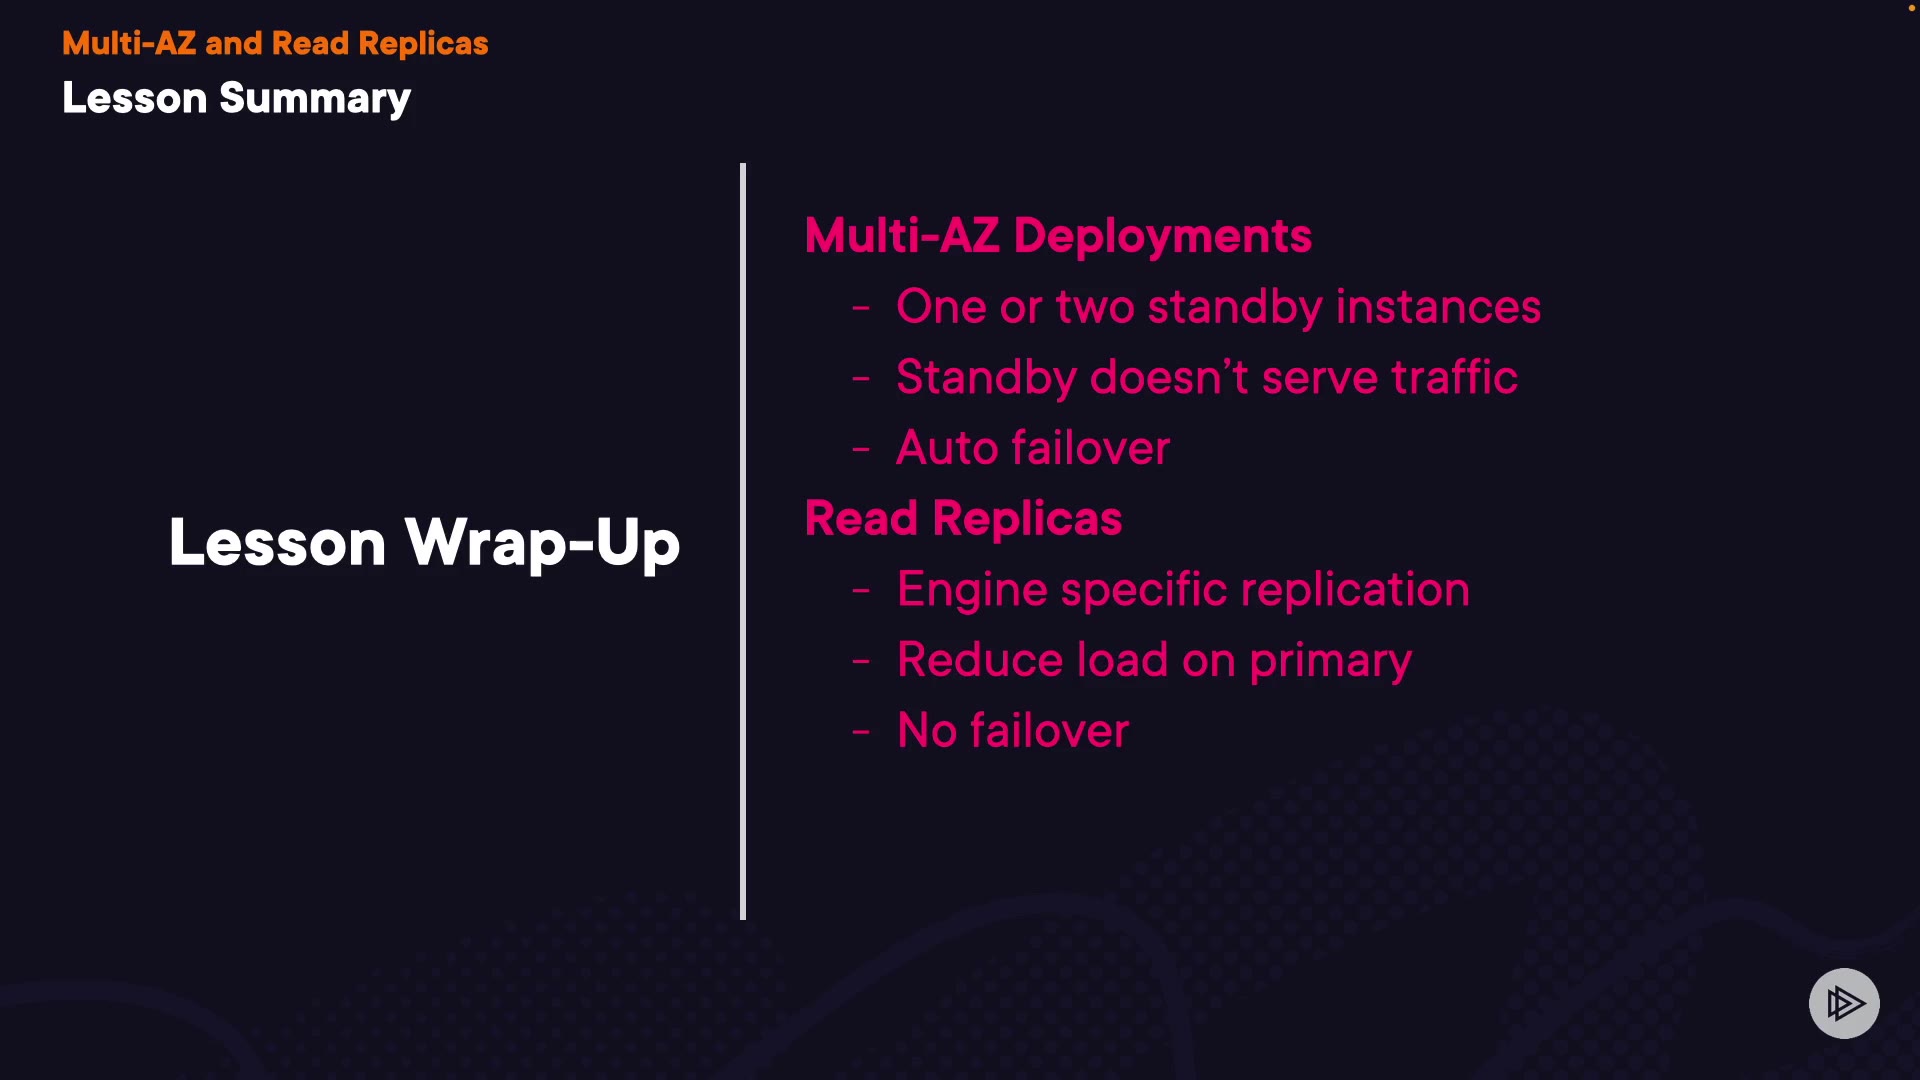 Multi-AZ and Read Replicas
Lesson Summary
Lesson Wrap-Up
Multi-AZ Deployments
- One or two standby instances
- Standby doesn’t serve traffic
- Auto failover
Read Replicas
- Engine specific replication
- Reduce load on primary
- No failover